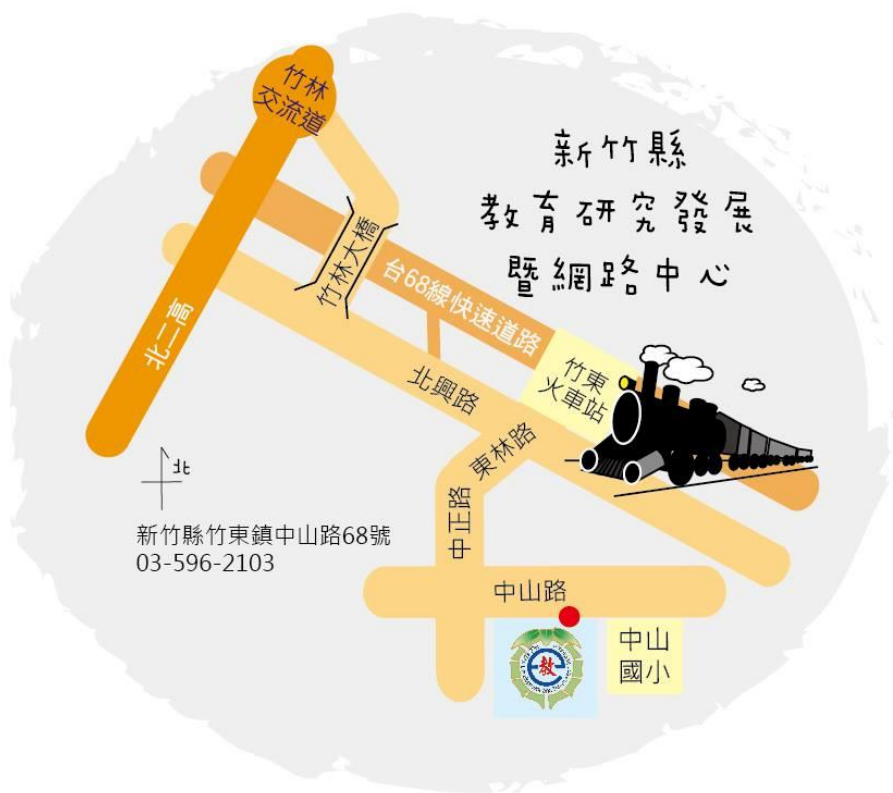 竹林
交流道
新竹縣
教育研究發展
暨網路中心
竹林大橋
台68線快速道路
北二高
竹東
火車站
北興路
東林路
北
中正路
新竹縣竹東鎮中山路68號
03-596-2103
中山路
中山
國小
教